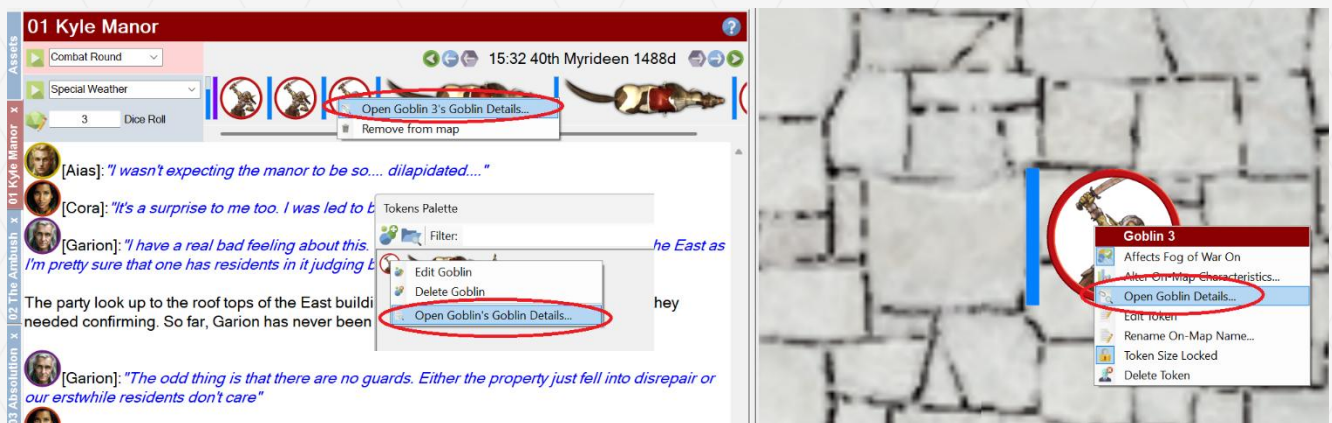 01 Kyle Manor
?
Assets
Combat Round
15:32 40th Myrideen 1488d
Special Weather
3 Dice Roll
Open Goblin 3's Goblin Details...
Remove from map
01 Kyle Manor x
02 The Ambush x
03 Absolution x
[Aias]: "I wasn't expecting the manor to be so.... dilapidated...."
[Cora]: "It's a surprise to me too. I was led to b
[Garion]: "I have a real bad feeling about this. he East as
I'm pretty sure that one has residents in it judging b
The party look up to the roof tops of the East buildi hey
needed confirming. So far, Garion has never been
[Garion]: "The odd thing is that there are no guards. Either the property just fell into disrepair or
our erstwhile residents don't care"
Tokens Palette
Filter:
Edit Goblin
Delete Goblin
Open Goblin's Goblin Details...
Goblin 3
Affects Fog of War On
Alter On-Map Characteristics...
Open Goblin Details...
Edit Token
Rename On-Map Name...
Token Size Locked
Delete Token